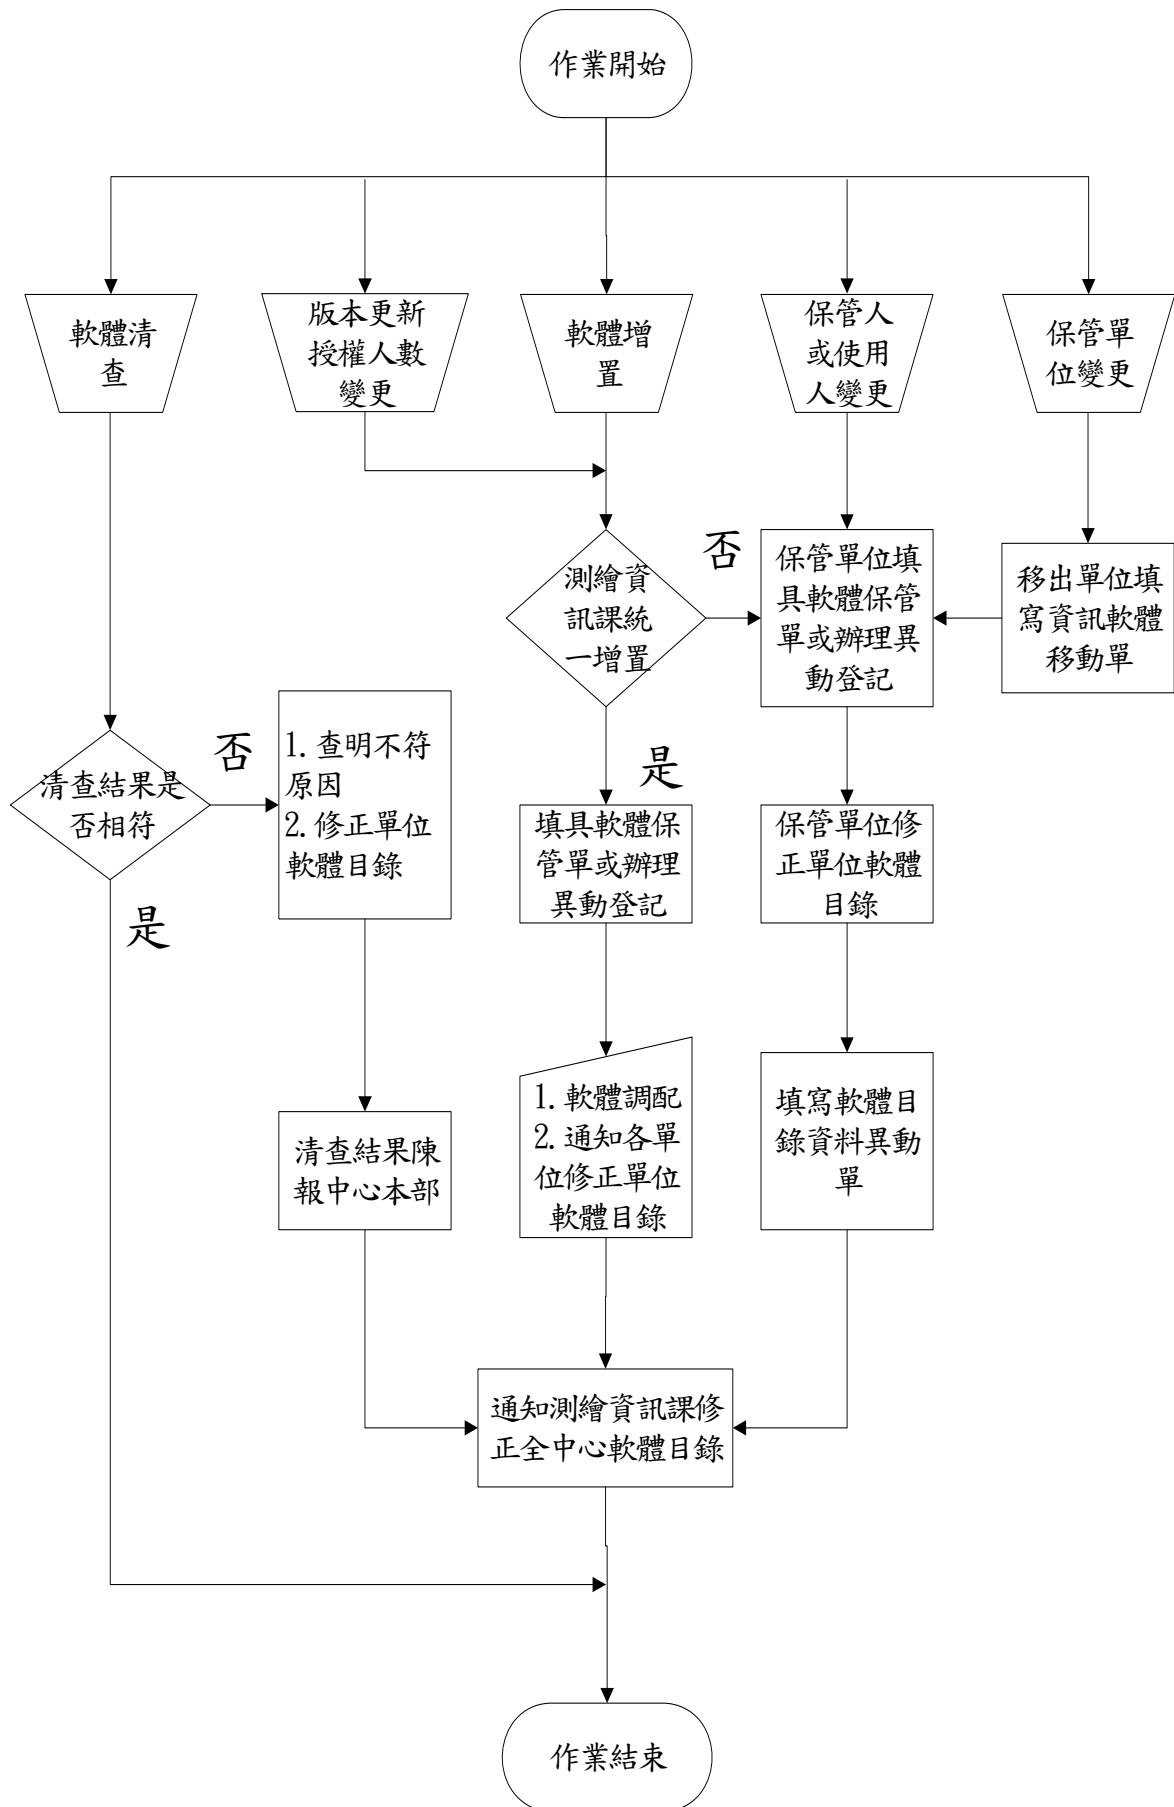 作業開始
軟體清
查
版本更新
授權人數
變更
軟體增
置
保管人
或使用
人變更
保管單
位變更
測繪資
訊課統
一增置
否
保管單位填
具軟體保管
單或辦理異
動登記
移出單位填
寫資訊軟體
移動單
清查結果是
否相符
否
1. 查明不符
原因
2. 修正單位
軟體目錄
是
填具軟體保
管單或辦理
異動登記
保管單位修
正單位軟體
目錄
是
清查結果陳
報中心本部
1. 軟體調配
2. 通知各單
位修正單位
軟體目錄
填寫軟體目
錄資料異動
單
通知測繪資訊課修
正全中心軟體目錄
作業結束